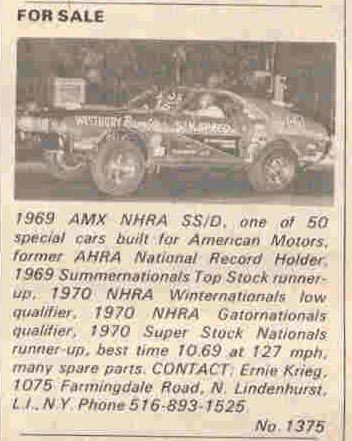 FOR SALE
WESTBURY
SPEED
1969 AMX NHRA SS/D, one of 50
special cars built for American Motors,
former AHRA National Record Holder,
1969 Summernationals Top Stock runner-
up, 1970 NHRA Winternationals low
qualifier, 1970 NHRA Gatornationals
qualifier, 1970 Super Stock Nationals
runner-up, best time 10.69 at 127 mph,
many spare parts. CONTACT: Ernie Krieg,
1075 Farmingdale Road, N. Lindenhurst,
L.I., N.Y. Phone 516-893-1525
No. 1375